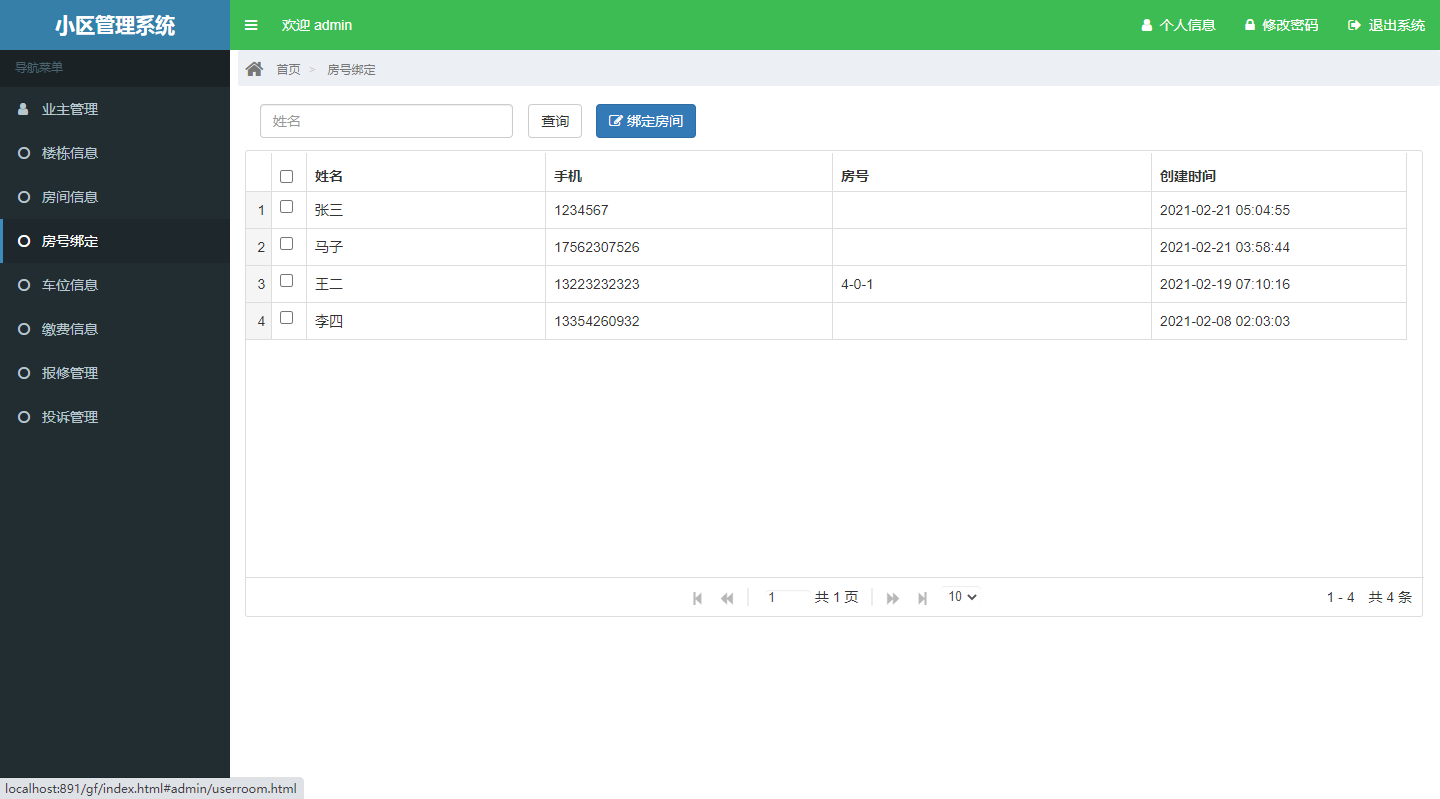 小区管理系统
欢迎 admin
个人信息
修改密码
退出系统
导航菜单
业主管理
楼栋信息
房间信息
房号绑定
车位信息
缴费信息
报修管理
投诉管理
首页 > 房号绑定
姓名 查询 绑定房间
姓名 手机 房号 创建时间
1 张三 1234567 2021-02-21 05:04:55
2 马子 17562307526 2021-02-21 03:58:44
3 王二 13223232323 4-0-1 2021-02-19 07:10:16
4 李四 13354260932 2021-02-08 02:03:03
1 共 1 页 10 1 - 4 共 4 条
localhost:891/gf/index.html#admin/userroom.html